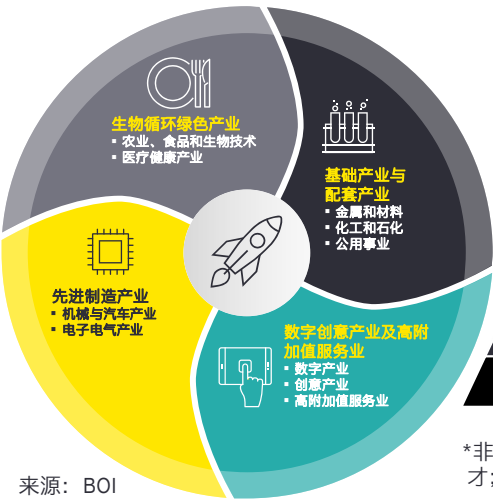 生物循环绿色产业
▪ 农业、食品和生物技术
▪ 医疗健康产业
基础产业与
配套产业
▪ 金属和材料
▪ 化工和石化
▪ 公用事业
先进制造产业
▪ 机械与汽车产业
▪ 电子电气产业
数字创意产业及高附
加值服务业
▪ 数字产业
▪ 创意产业
▪ 高附加值服务业
*非
才;
来源：BOI